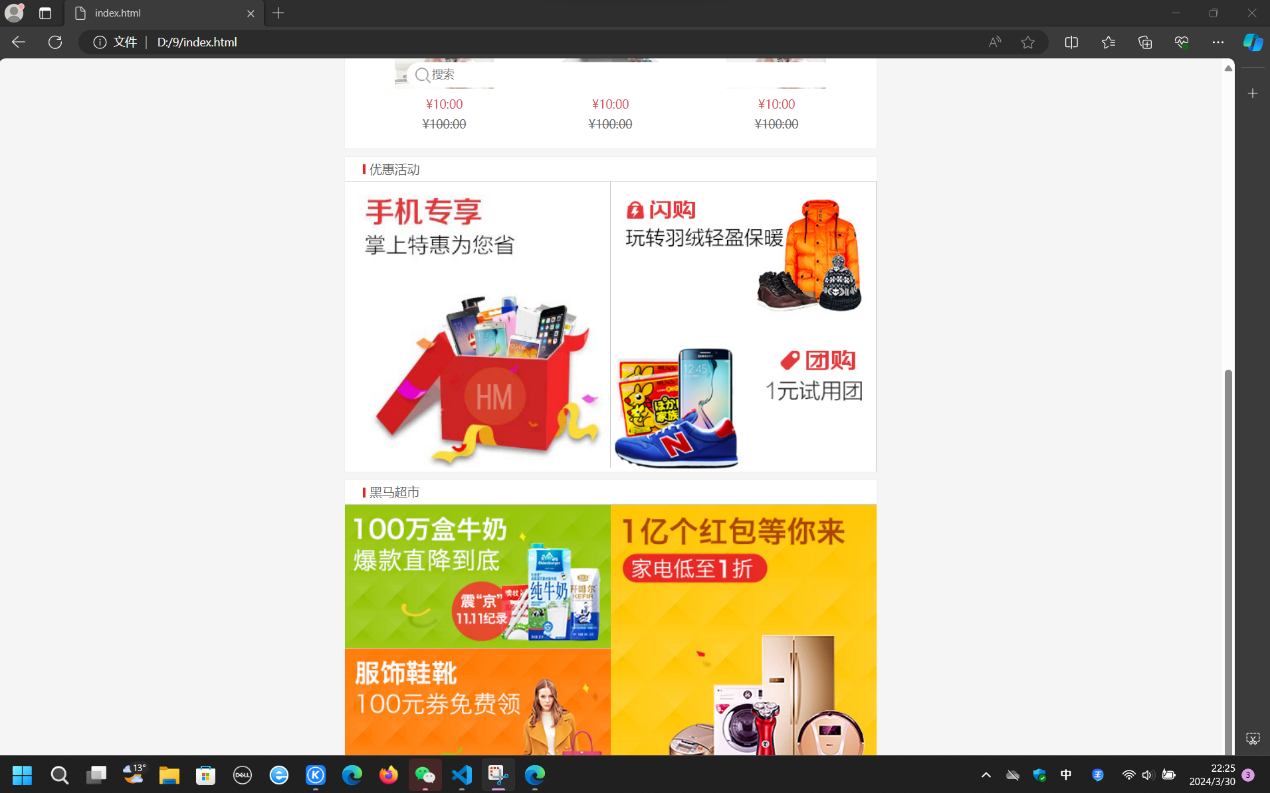 index.html
文件 | D:/9/index.html
搜索
¥10:00 ¥10:00 ¥10:00
¥100:00 ¥100:00 ¥100:00
优惠活动
手机专享
掌上特惠为您省
HM
闪购
玩转羽绒轻盈保暖
团购
1元试用团
N
黑马超市
100万盒牛奶
爆款直降到底
纯牛奶
震“京”
11.11纪录
1亿个红包等你来
家电低至1折
服饰鞋靴
100元券免费领
13°
DELL
中
22:25
2024/3/30
3